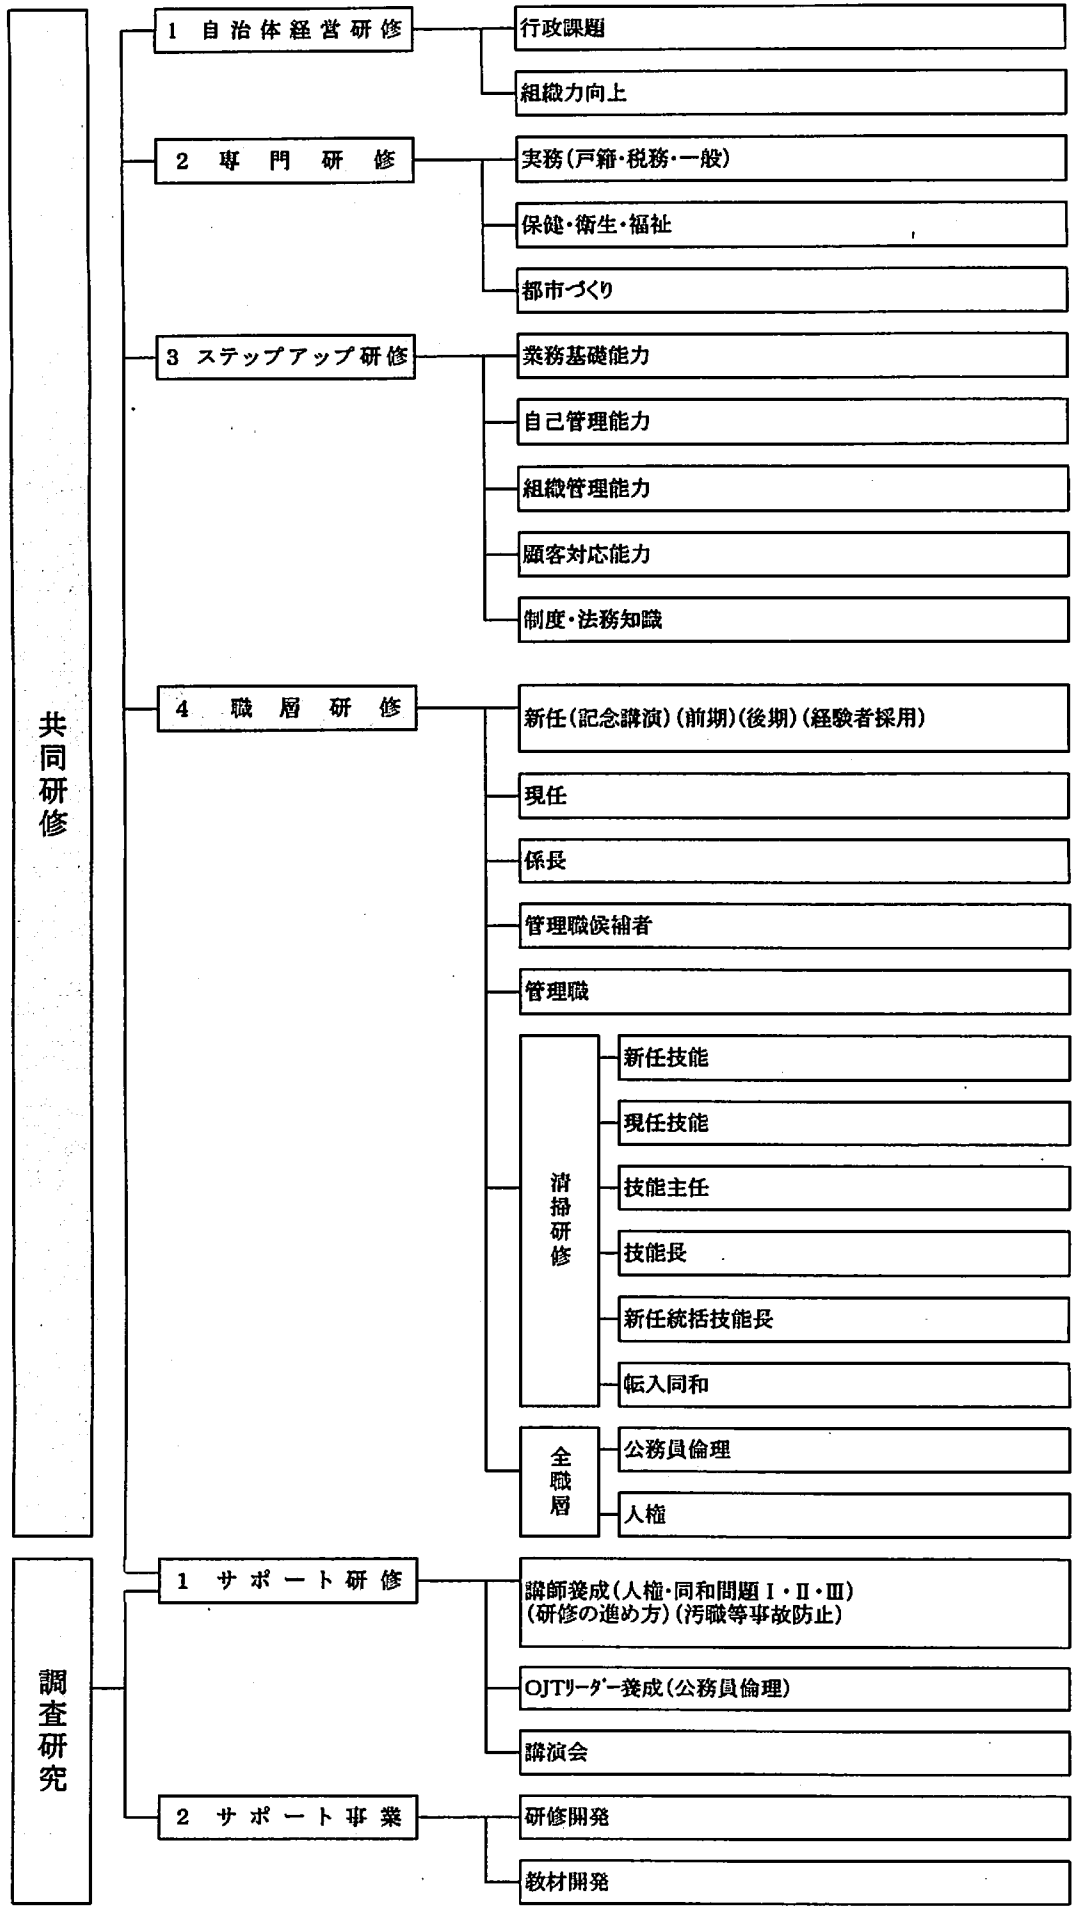 共同研修
1 自治体経営研修
行政課題
組織力向上
2 専門研修
実務(戸籍・税務・一般)
保健・衛生・福祉
都市づくり
3 ステップアップ研修
業務基礎能力
自己管理能力
組織管理能力
顧客対応能力
制度・法務知識
4 職層研修
新任(記念講演)(前期)(後期)(経験者採用)
現任
係長
管理職候補者
管理職
清掃研修
新任技能
現任技能
技能主任
技能長
新任統括技能長
転入同和
全職層
公務員倫理
人権
調査研究
1 サポート研修
講師養成(人権・同和問題Ⅰ・Ⅱ・Ⅲ)
(研修の進め方)(汚職等事故防止)
OJTリーダー養成(公務員倫理)
講演会
2 サポート事業
研修開発
教材開発